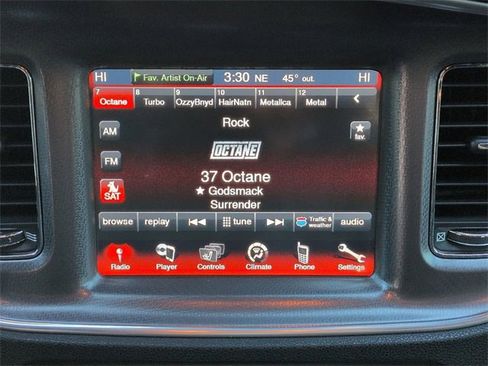 HI Fav. Artist On-Air 3:30 NE 45° out. HI
7 8 9 10 11 12
Octane Turbo OzzyBnyd HairNatn Metallca Metal
Rock
AM
fav.
OCTANE
FM
37 Octane
Godsmack
SAT
Surrender
browse replay tune Traffic & weather audio
Radio Player Controls Climate Phone Settings